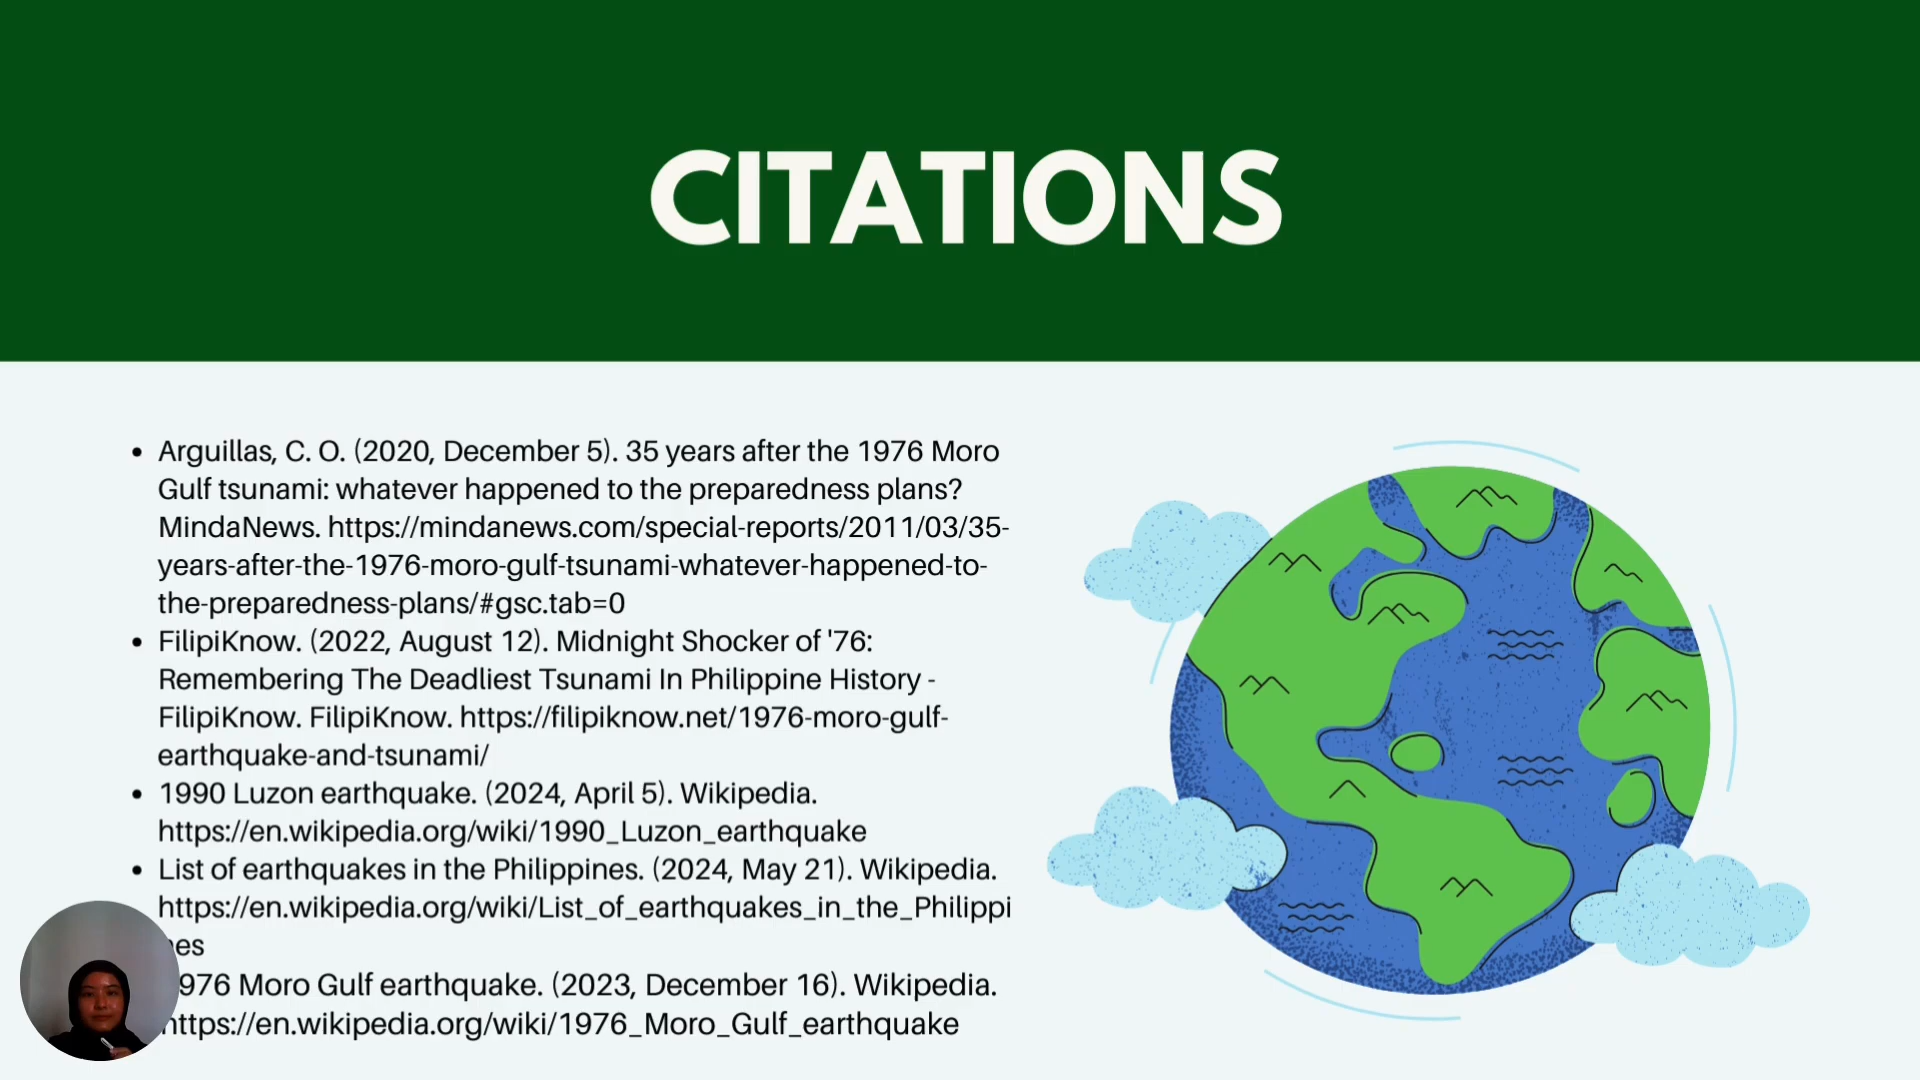 CITATIONS
Arguillas, C. O. (2020, December 5). 35 years after the 1976 Moro
Gulf tsunami: whatever happened to the preparedness plans?
MindaNews. https://mindanews.com/special-reports/2011/03/35-
years-after-the-1976-moro-gulf-tsunami-whatever-happened-to-
the-preparedness-plans/#gsc.tab=0
FilipiKnow. (2022, August 12). Midnight Shocker of '76:
Remembering The Deadliest Tsunami In Philippine History -
FilipiKnow. FilipiKnow. https://filipiknow.net/1976-moro-gulf-
earthquake-and-tsunami/
1990 Luzon earthquake. (2024, April 5). Wikipedia.
https://en.wikipedia.org/wiki/1990_Luzon_earthquake
List of earthquakes in the Philippines. (2024, May 21). Wikipedia.
https://en.wikipedia.org/wiki/List_of_earthquakes_in_the_Philippi
nes
1976 Moro Gulf earthquake. (2023, December 16). Wikipedia.
https://en.wikipedia.org/wiki/1976_Moro_Gulf_earthquake